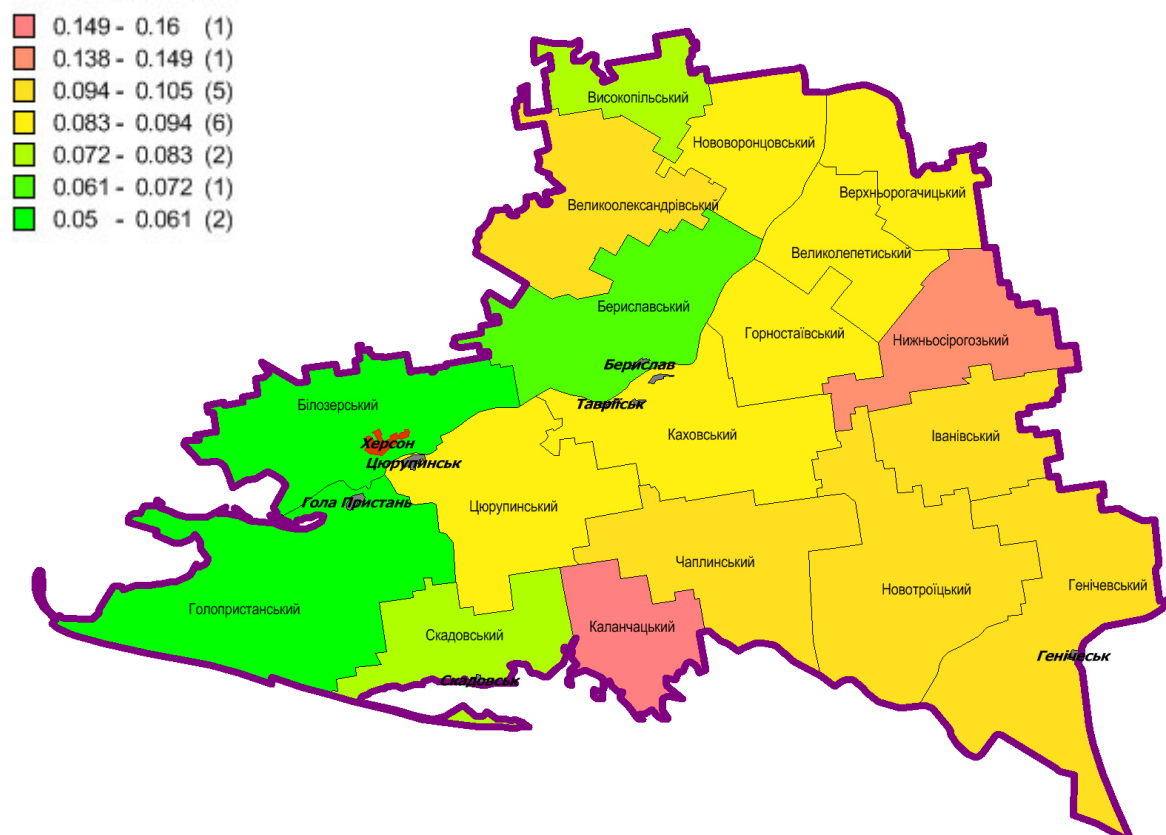 0.149 - 0.16 (1)
0.138 - 0.149 (1)
0.094 - 0.105 (5)
0.083 - 0.094 (6)
0.072 - 0.083 (2)
0.061 - 0.072 (1)
0.05 - 0.061 (2)
Високопільський
Нововоронцовський
Верхньорогачицький
Великоолександрівський
Великолепетиський
Бериславський
Горностаївський
Нижньосірогозький
Берислав
Таврійськ
Білозерський
Каховський
Іванівський
Херсон
Цюрупинськ
Гола Пристань
Цюрупинський
Чаплинський
Новотроїцький
Генічевський
Голопристанський
Скадовський
Каланчацький
Генічеськ
Скадовськ